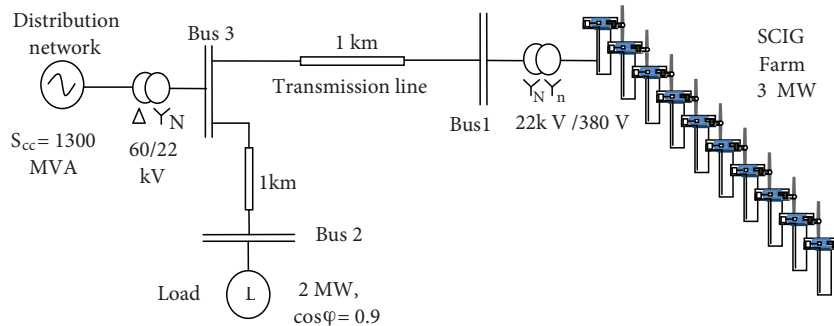 Distribution
network
Bus 3
1 km
Transmission line
SCIG
Farm
3 MW
Δ Y N
Y N Y n
Bus1
22k V /380 V
S cc = 1300
MVA
60/22
kV
1km
Bus 2
Load
L
2 MW,
cosφ = 0.9